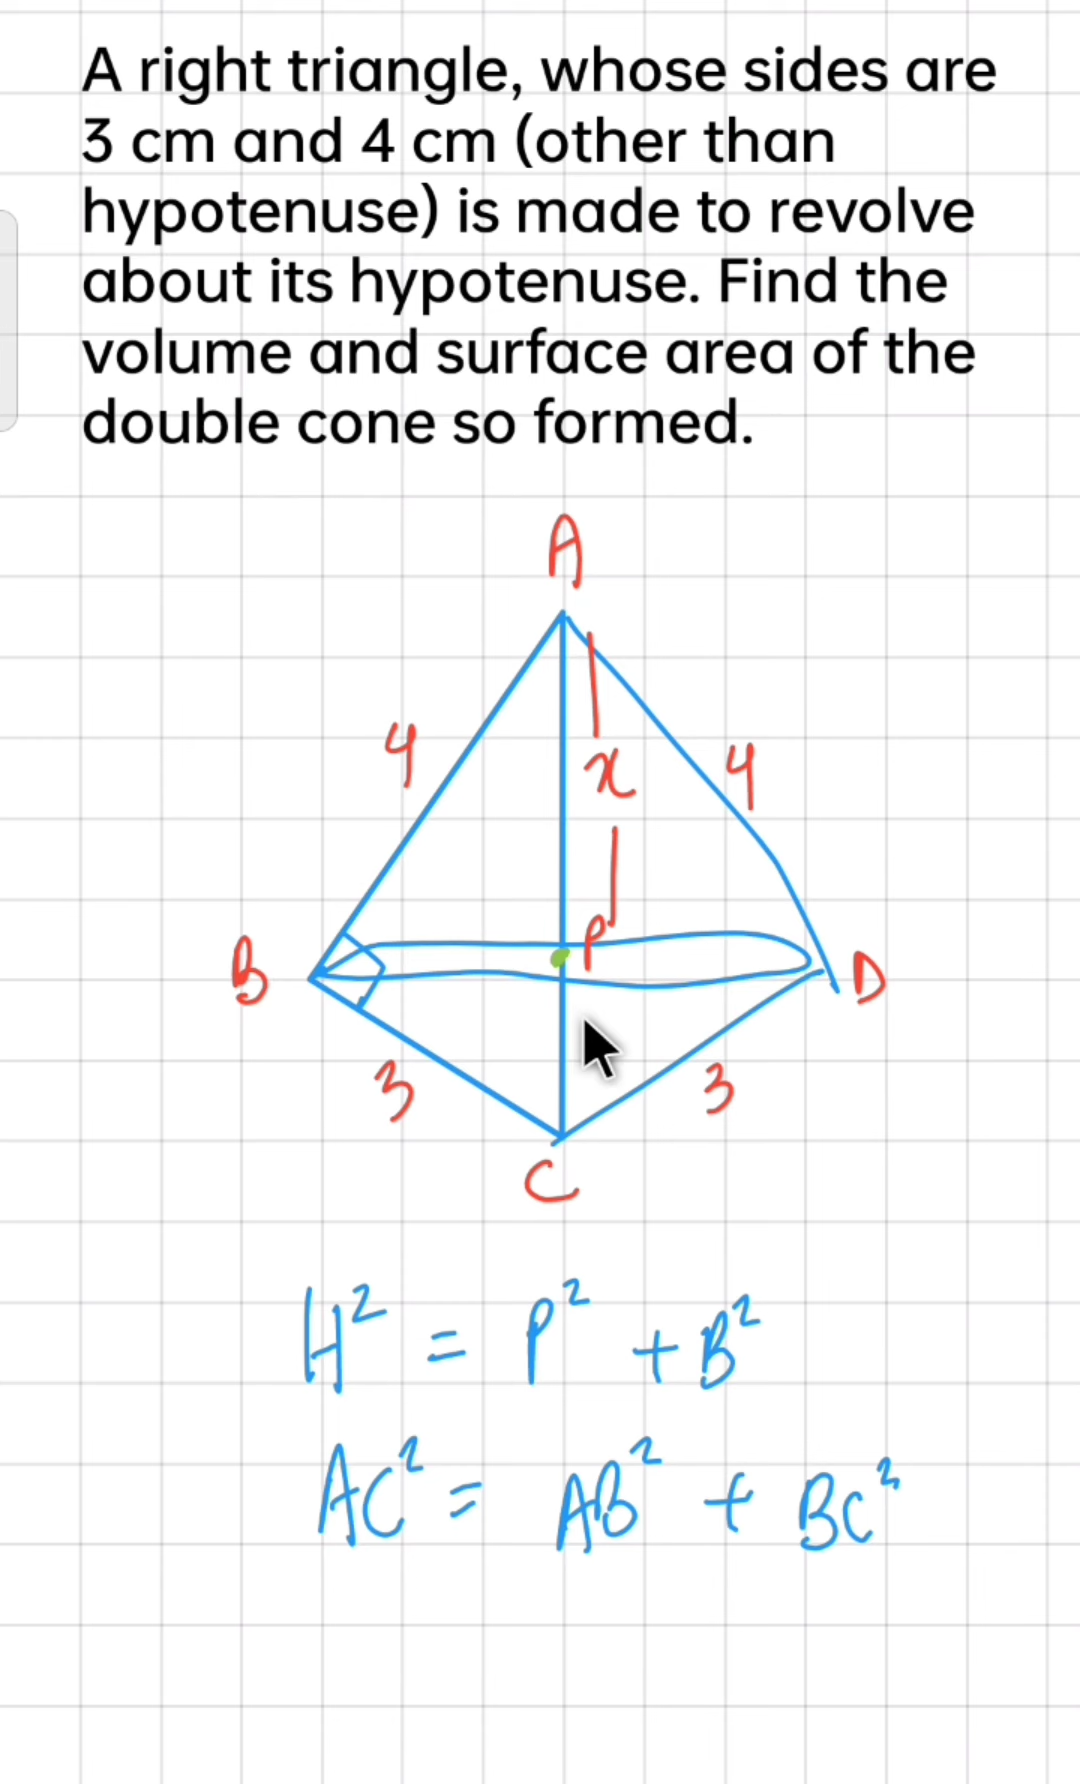 A right triangle, whose sides are
3 cm and 4 cm (other than
hypotenuse) is made to revolve
about its hypotenuse. Find the
volume and surface area of the
double cone so formed.
A
4
x
4
B
P
D
3
3
C
H² = P² + B²
AC² = AB² + BC²